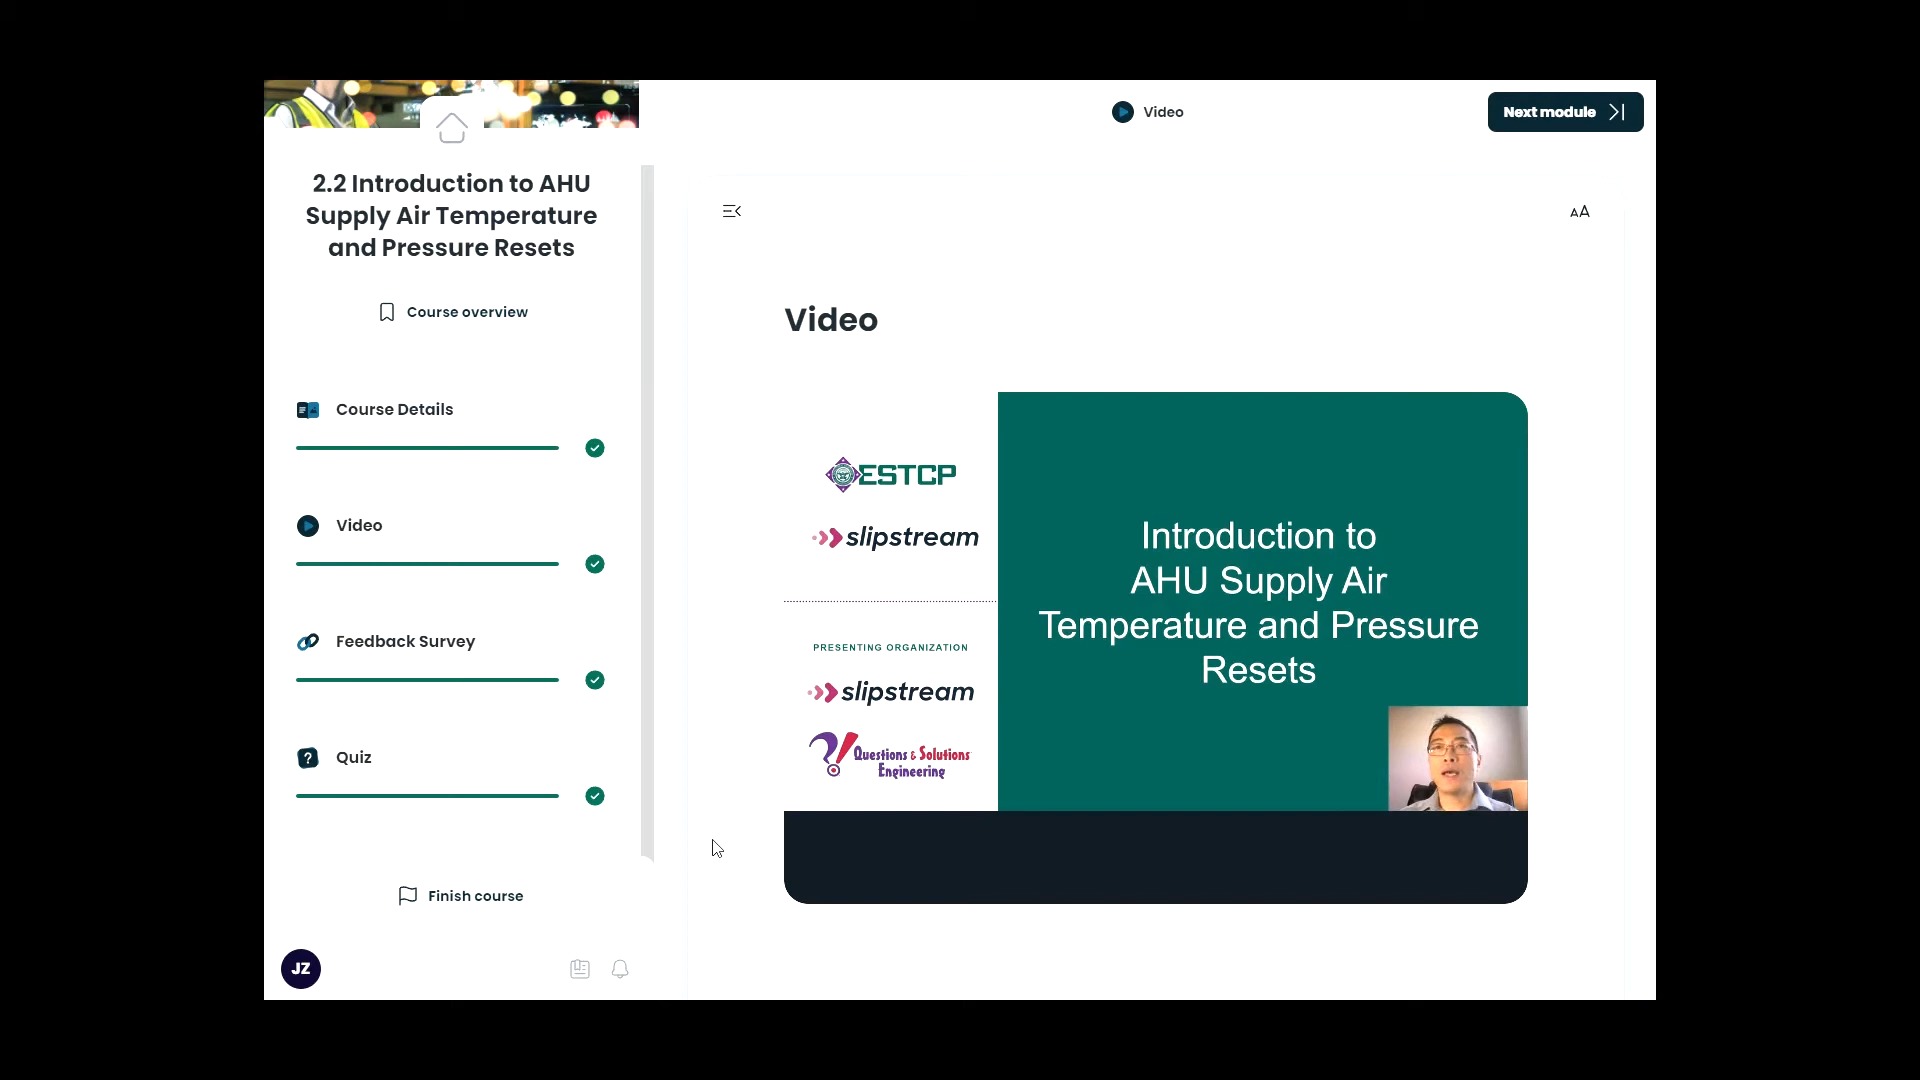 Video
Next module
2.2 Introduction to AHU
Supply Air Temperature
and Pressure Resets
Course overview
Course Details
Video
Feedback Survey
Quiz
?
Finish course
JZ
AA
Video
ESTCP
slipstream
PRESENTING ORGANIZATION
slipstream
?! Questions & Solutions
Engineering
Introduction to
AHU Supply Air
Temperature and Pressure
Resets